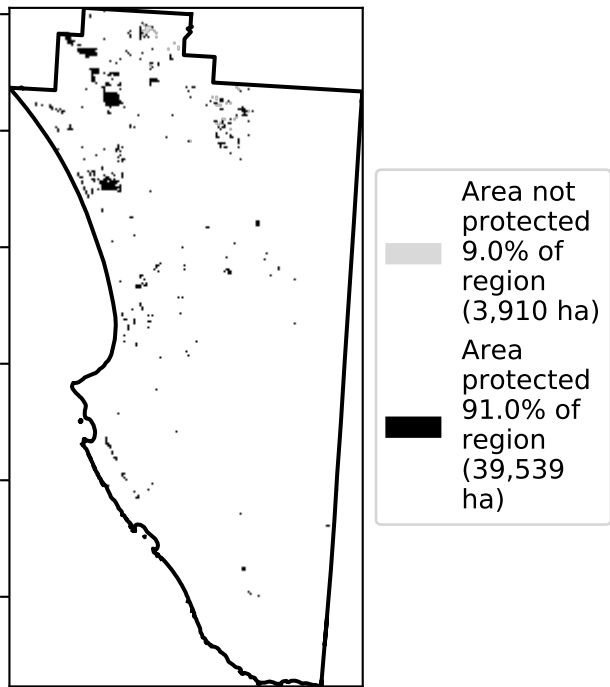 Area not
protected
9.0% of
region
(3,910 ha)
Area
protected
91.0% of
region
(39,539
ha)